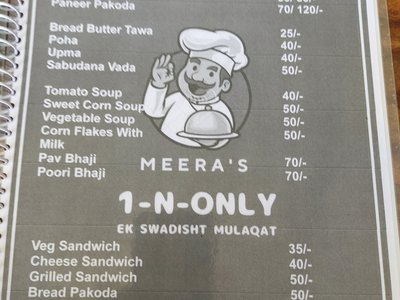 Paneer Pakoda 70/ 120/-
Bread Butter Tawa 25/-
Poha 40/-
Upma 40/-
Sabudana Vada 50/-
Tomato Soup 40/-
Sweet Corn Soup 50/-
Vegetable Soup 50/-
Corn Flakes With 50/-
Milk
Pav Bhaji 70/-
Poori Bhaji 70/-
MEERA'S
1-N-ONLY
EK SWADISHT MULAQAT
Veg Sandwich 35/-
Cheese Sandwich 40/-
Grilled Sandwich 50/-
Bread Pakoda 50/-